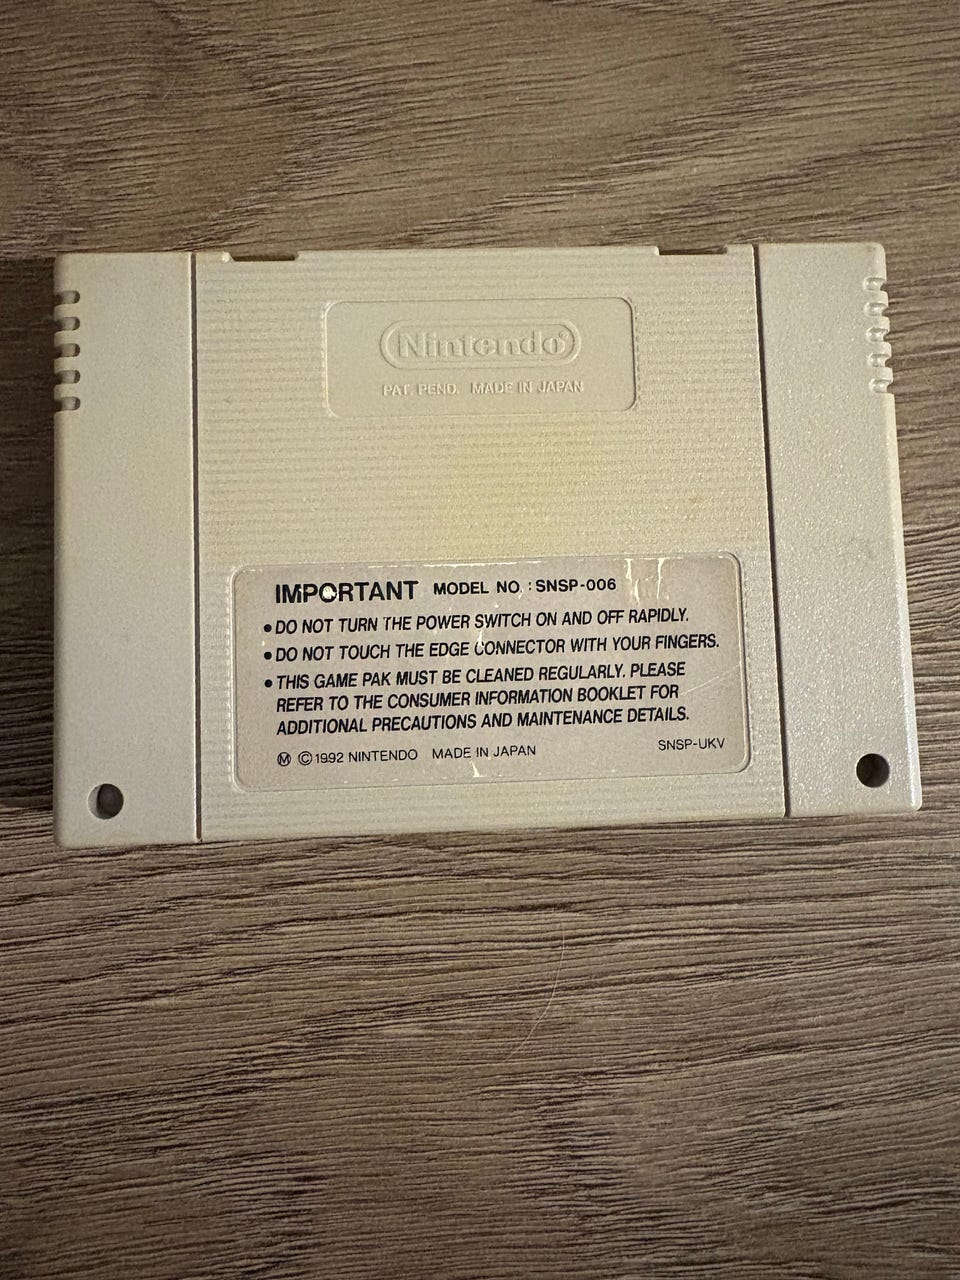 Nintendo®
PAT. PEND. MADE IN JAPAN
IMPORTANT MODEL NO. : SNSP-006
• DO NOT TURN THE POWER SWITCH ON AND OFF RAPIDLY.
• DO NOT TOUCH THE EDGE CONNECTOR WITH YOUR FINGERS.
• THIS GAME PAK MUST BE CLEANED REGULARLY. PLEASE
REFER TO THE CONSUMER INFORMATION BOOKLET FOR
ADDITIONAL PRECAUTIONS AND MAINTENANCE DETAILS.
Ⓜ ©1992 NINTENDO MADE IN JAPAN SNSP-UKV